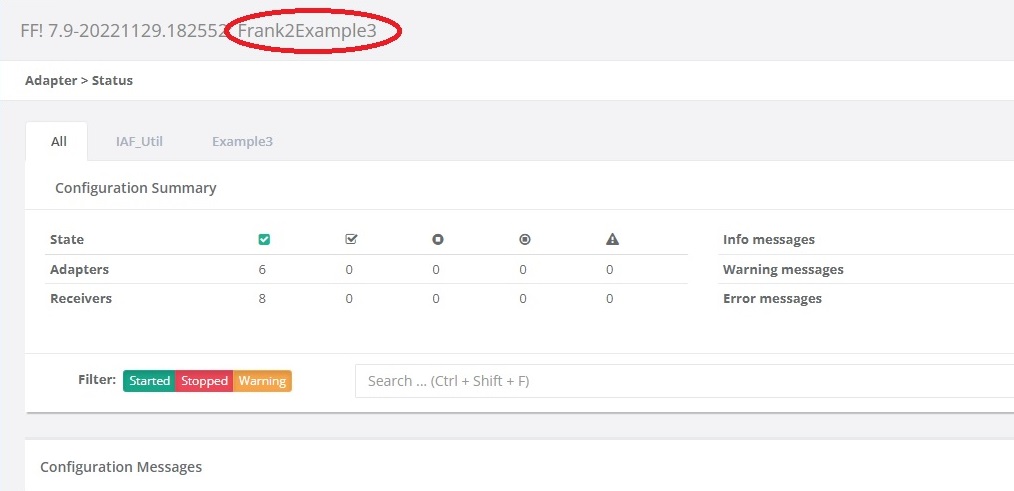 FF! 7.9-20221129.182552 Frank2Example3
Adapter > Status
All IAF_Util Example3
Configuration Summary
State Info messages
Adapters 6 0 0 0 0 Warning messages
Receivers 8 0 0 0 0 Error messages
Filter: Started Stopped Warning Search ... (Ctrl + Shift + F)
Configuration Messages